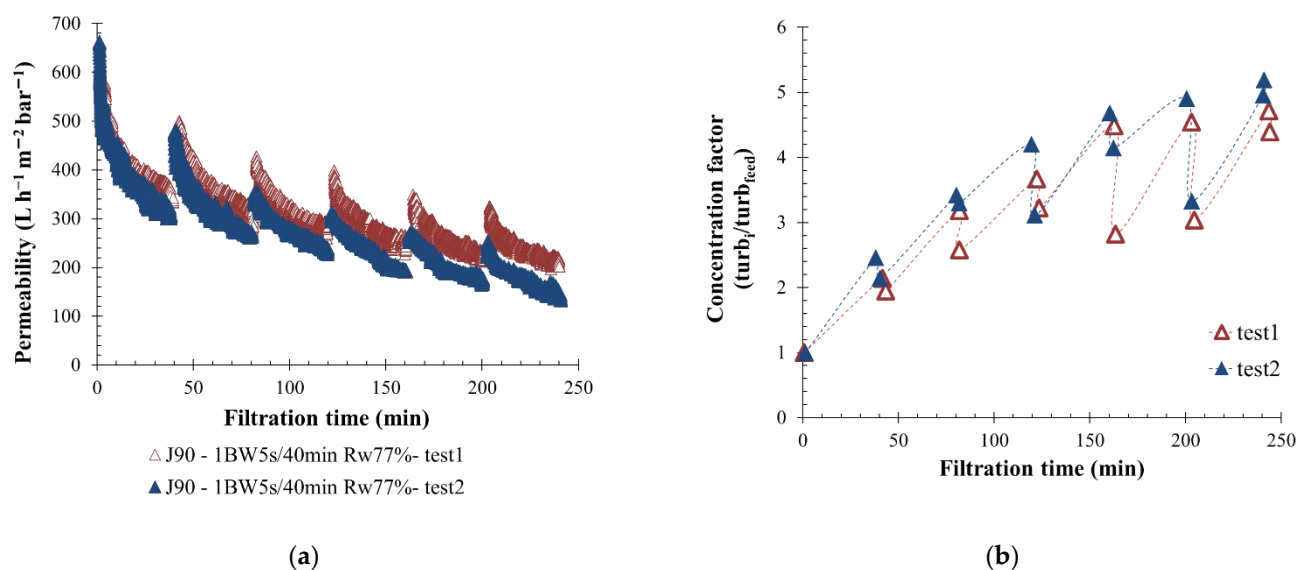 700
600
500
400
300
200
100
0
Permeability (L h⁻¹ m⁻² bar⁻¹)
0 50 100 150 200 250
Filtration time (min)
J90 - 1BW5s/40min Rw77%- test1
J90 - 1BW5s/40min Rw77%- test2
(a)
6
5
4
3
2
1
0
Concentration factor
(turbᵢ/turb_feed)
test1
test2
0 50 100 150 200 250
Filtration time (min)
(b)